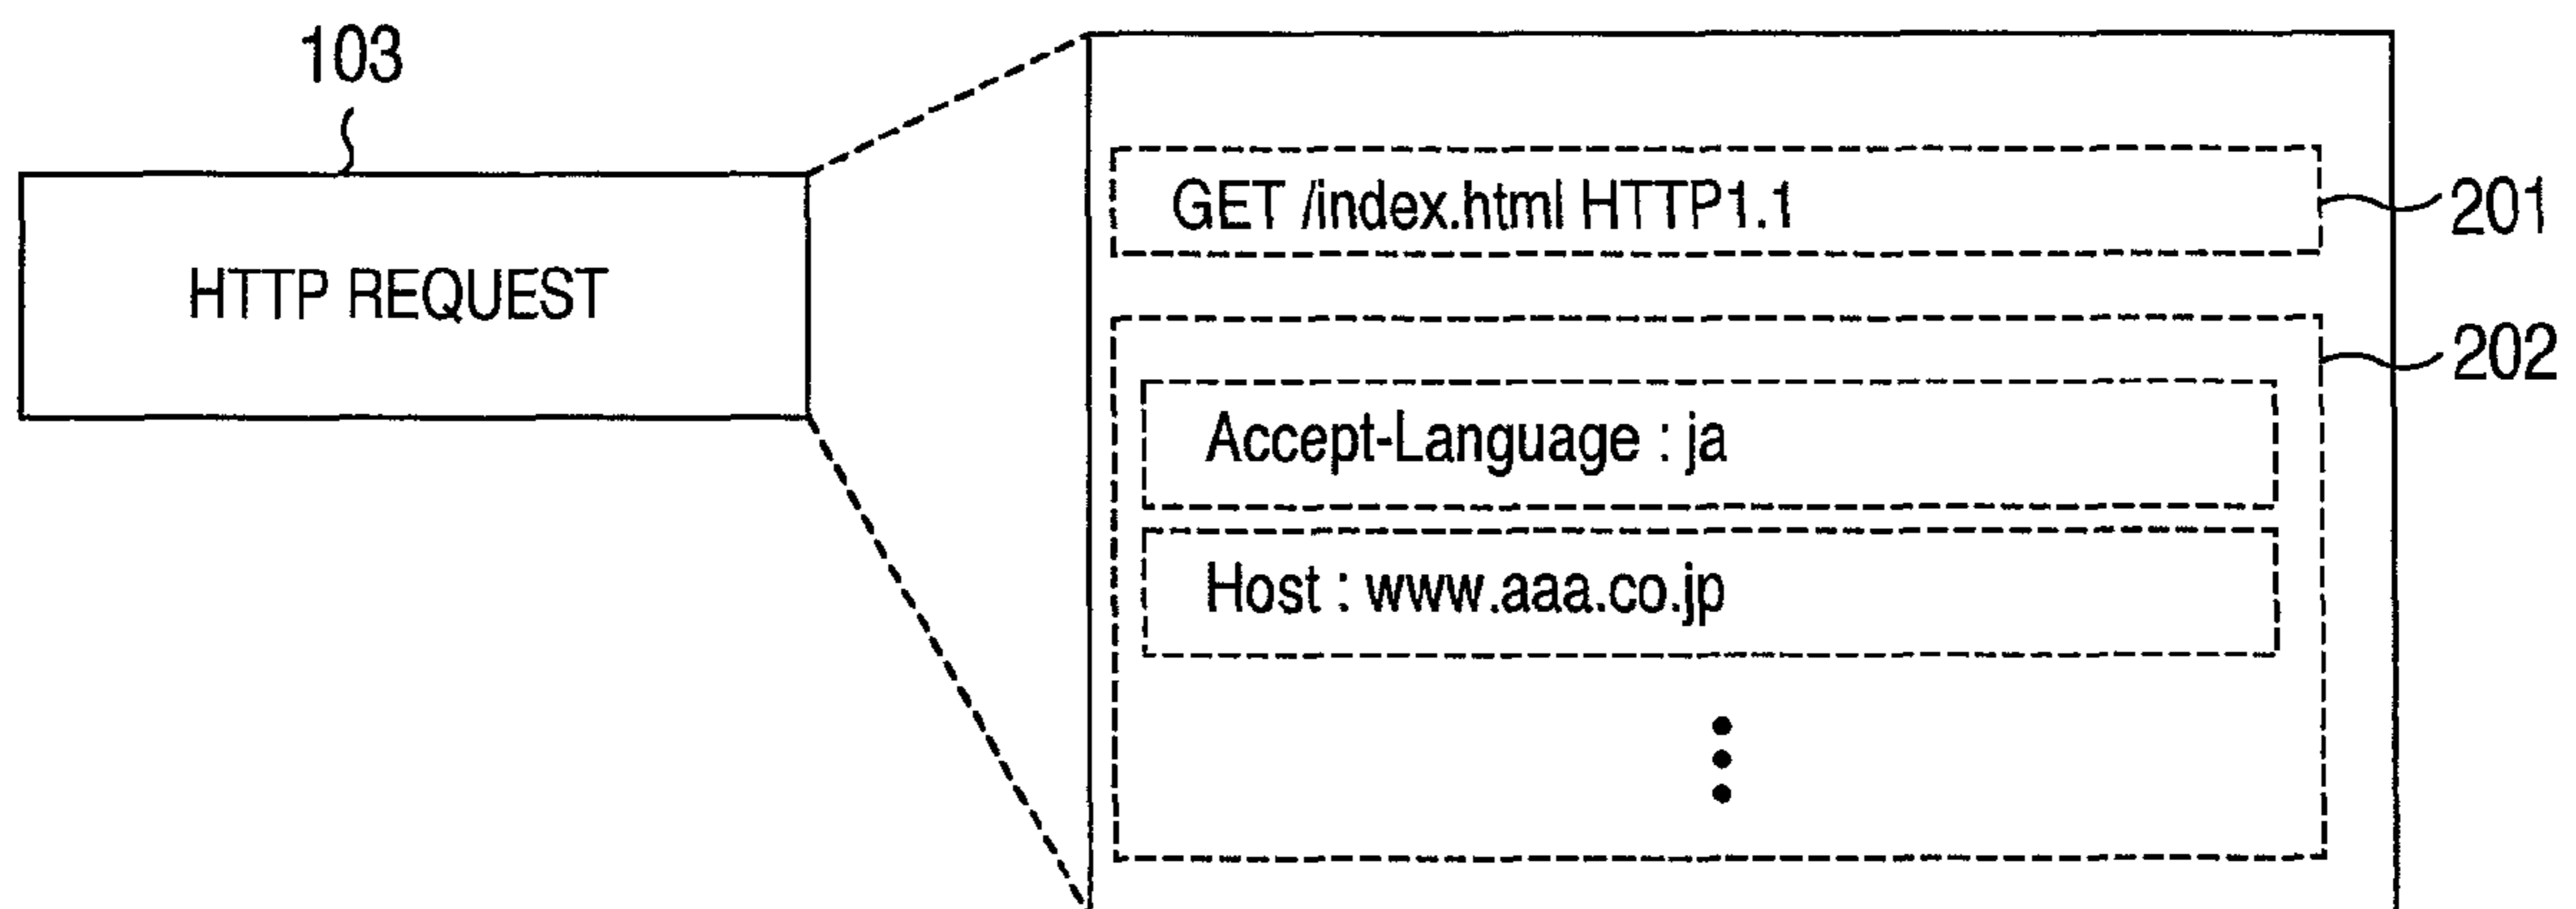 103
HTTP REQUEST
GET /index.html HTTP1.1
201
202
Accept-Language : ja
Host : www.aaa.co.jp